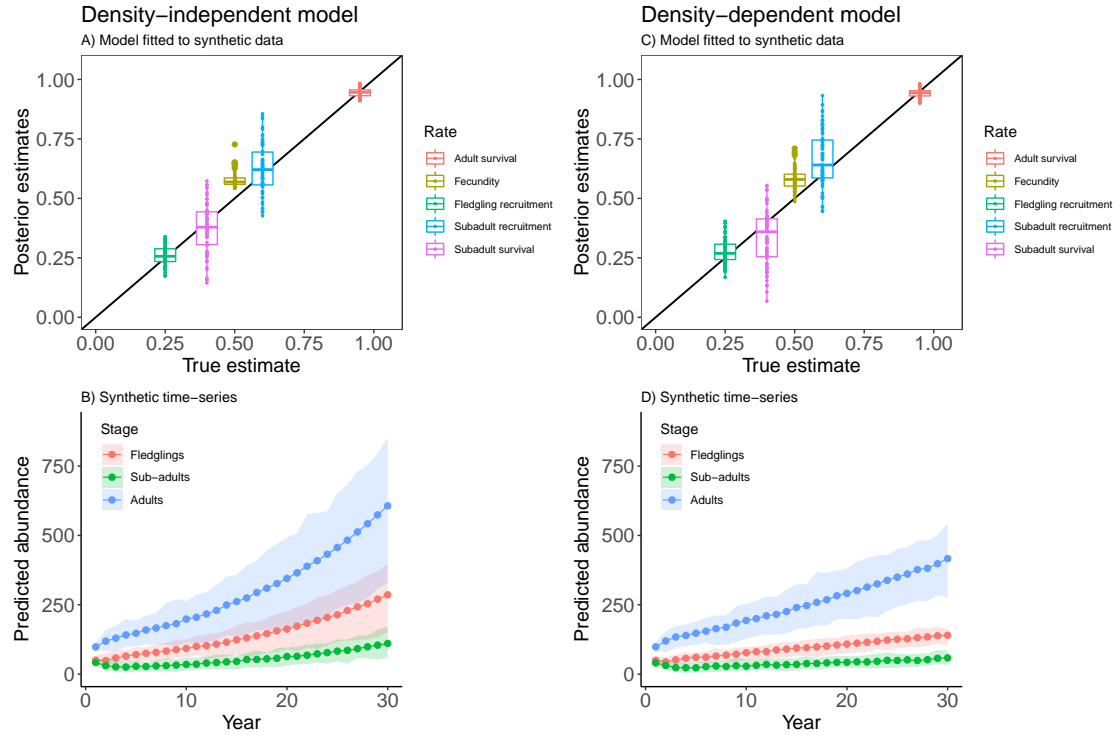 Density−independent model
A) Model fitted to synthetic data
Posterior estimates
1.00
0.75
0.50
0.25
0.00
0.00 0.25 0.50 0.75 1.00
True estimate
Rate
Adult survival
Fecundity
Fledgling recruitment
Subadult recruitment
Subadult survival
Density−dependent model
C) Model fitted to synthetic data
Posterior estimates
1.00
0.75
0.50
0.25
0.00
0.00 0.25 0.50 0.75 1.00
True estimate
Rate
Adult survival
Fecundity
Fledgling recruitment
Subadult recruitment
Subadult survival
B) Synthetic time−series
Stage
Fledglings
Sub−adults
Adults
Predicted abundance
750
500
250
0
0 10 20 30
Year
D) Synthetic time−series
Stage
Fledglings
Sub−adults
Adults
Predicted abundance
750
500
250
0
0 10 20 30
Year